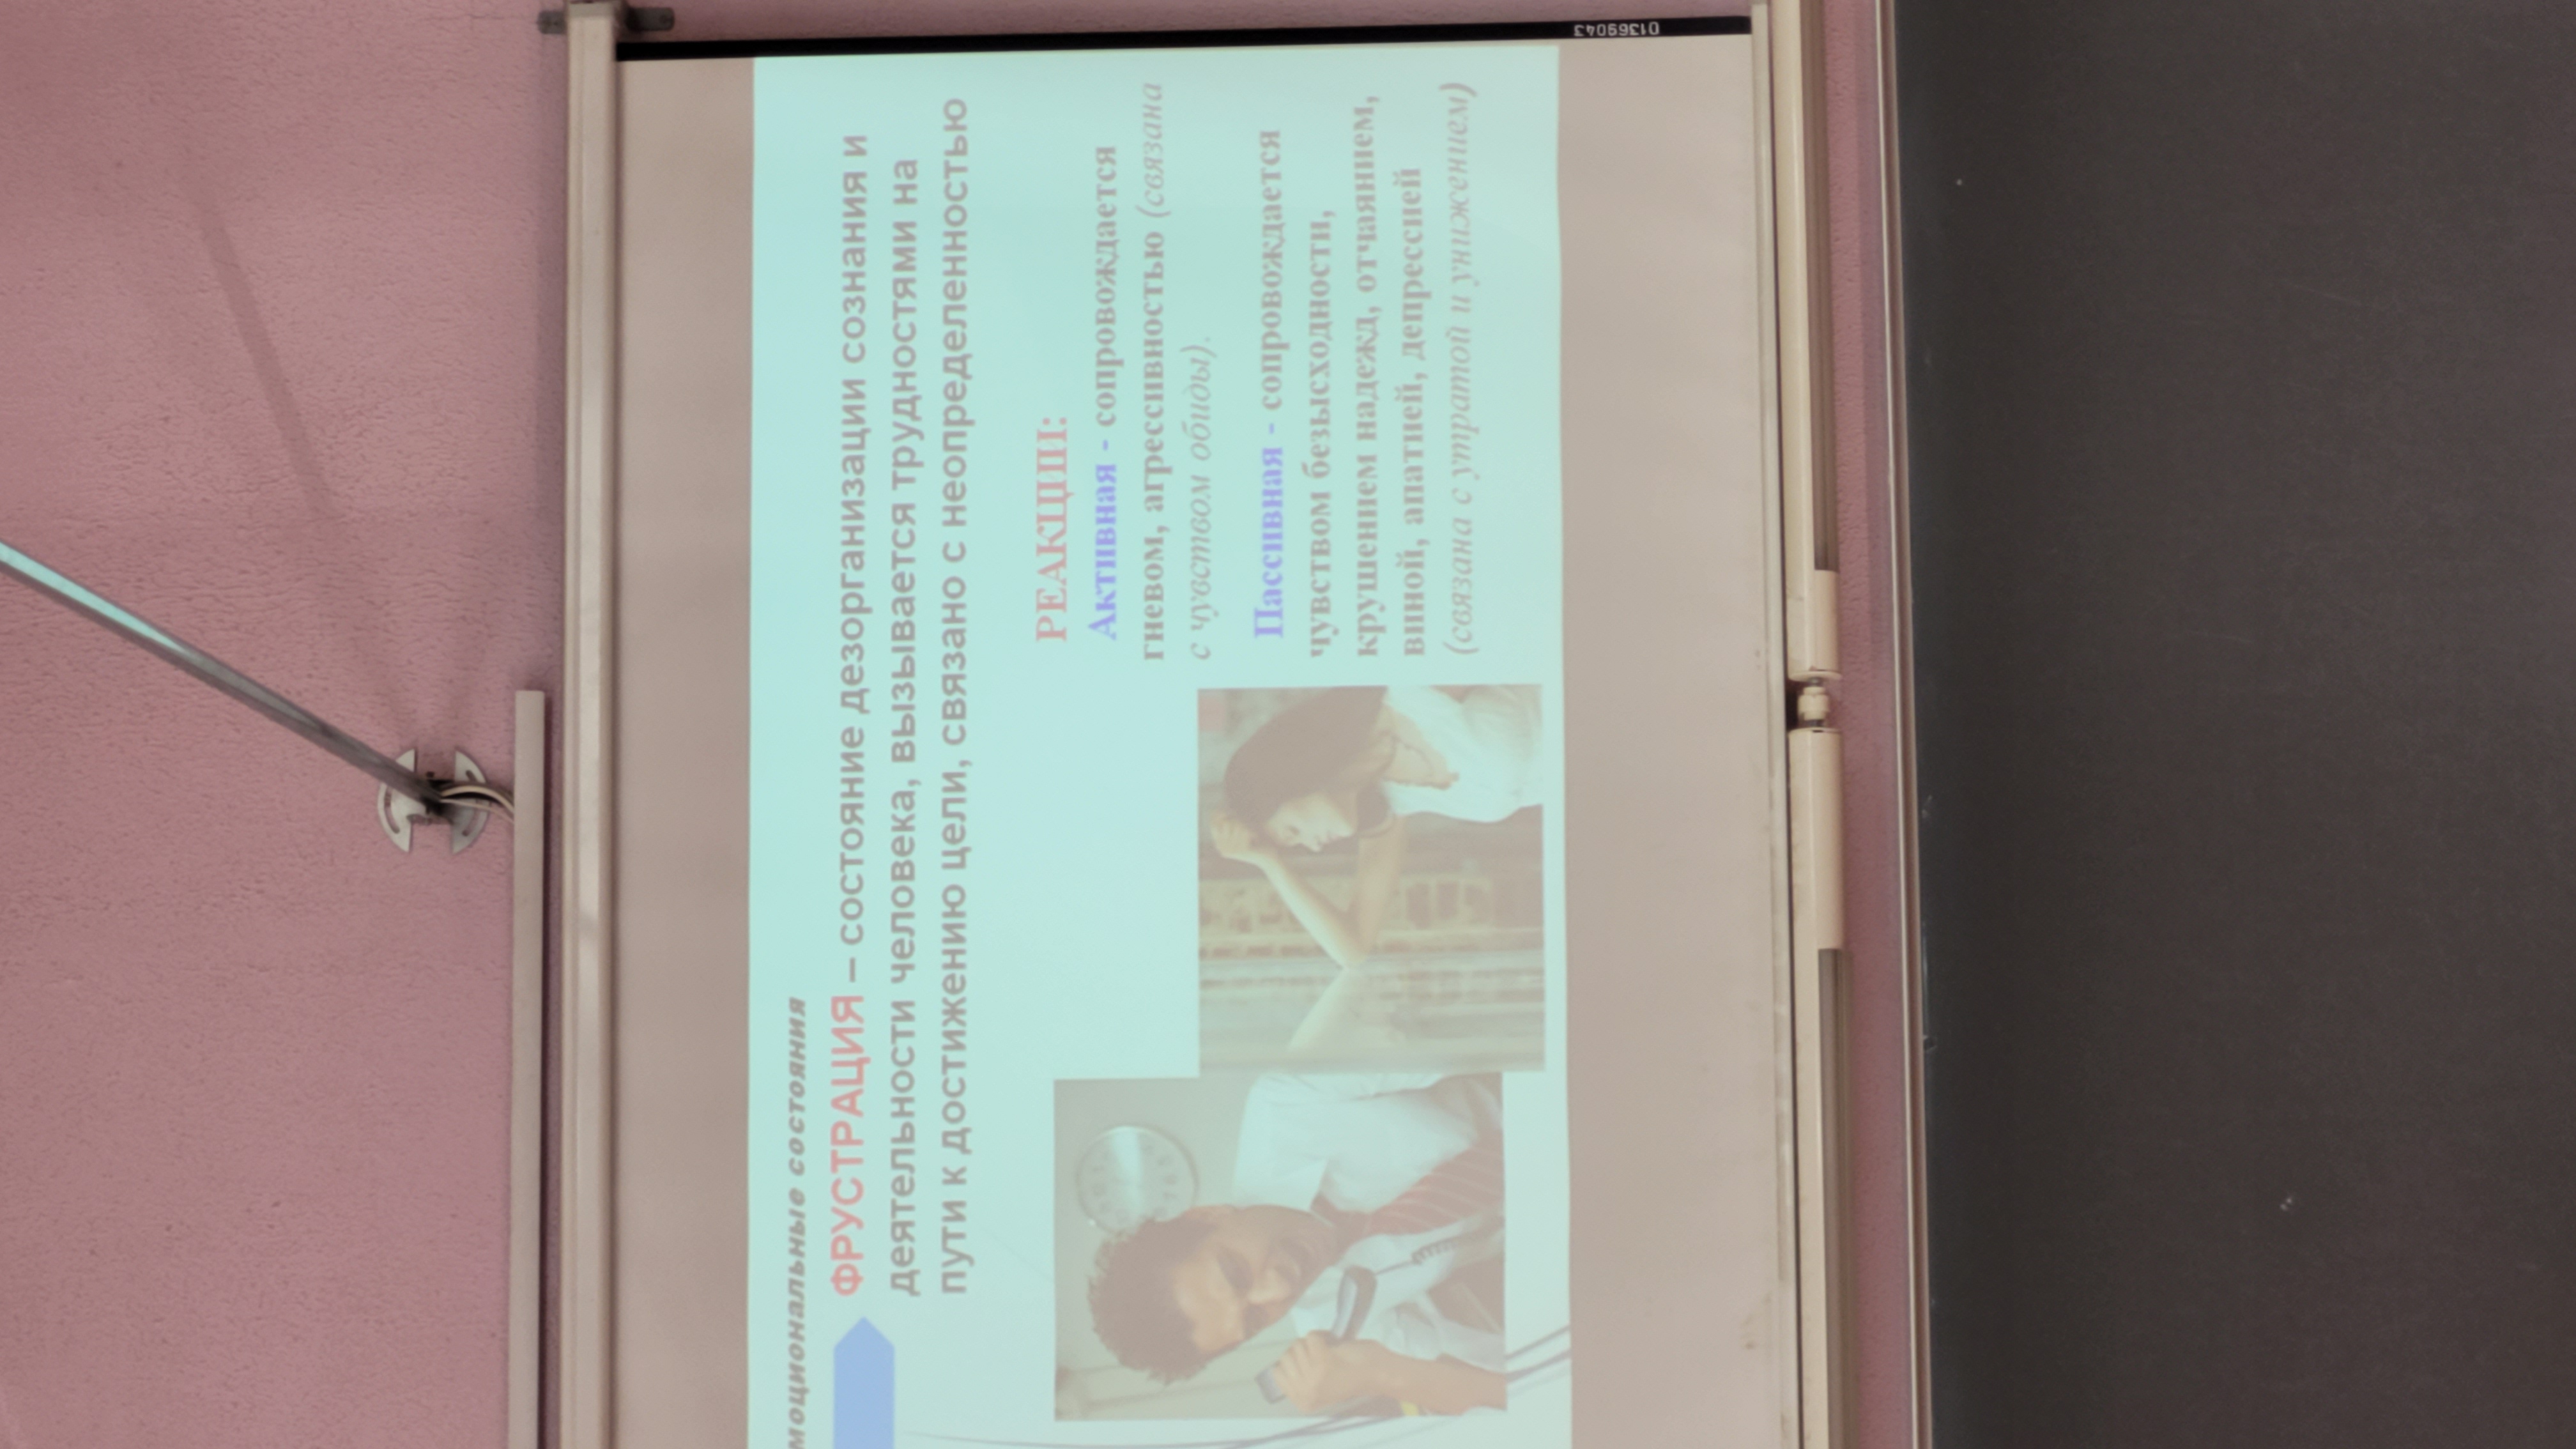 моциональные состояния
ФРУСТРАЦИЯ – состояние дезорганизации сознания и
деятельности человека, вызывается трудностями на
пути к достижению цели, связано с неопределенностью
РЕАКЦИИ:
Активная - сопровождается
гневом, агрессивностью (связана
с чувством обиды).
Пассивная - сопровождается
чувством безысходности,
крушением надежд, отчаянием,
виной, апатией, депрессией
(связана с утратой и унижением)
01369043